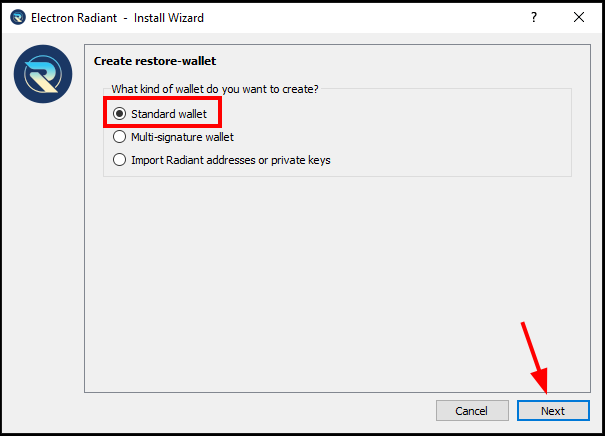 Electron Radiant - Install Wizard
?
Create restore-wallet
What kind of wallet do you want to create?
Standard wallet
Multi-signature wallet
Import Radiant addresses or private keys
Cancel
Next